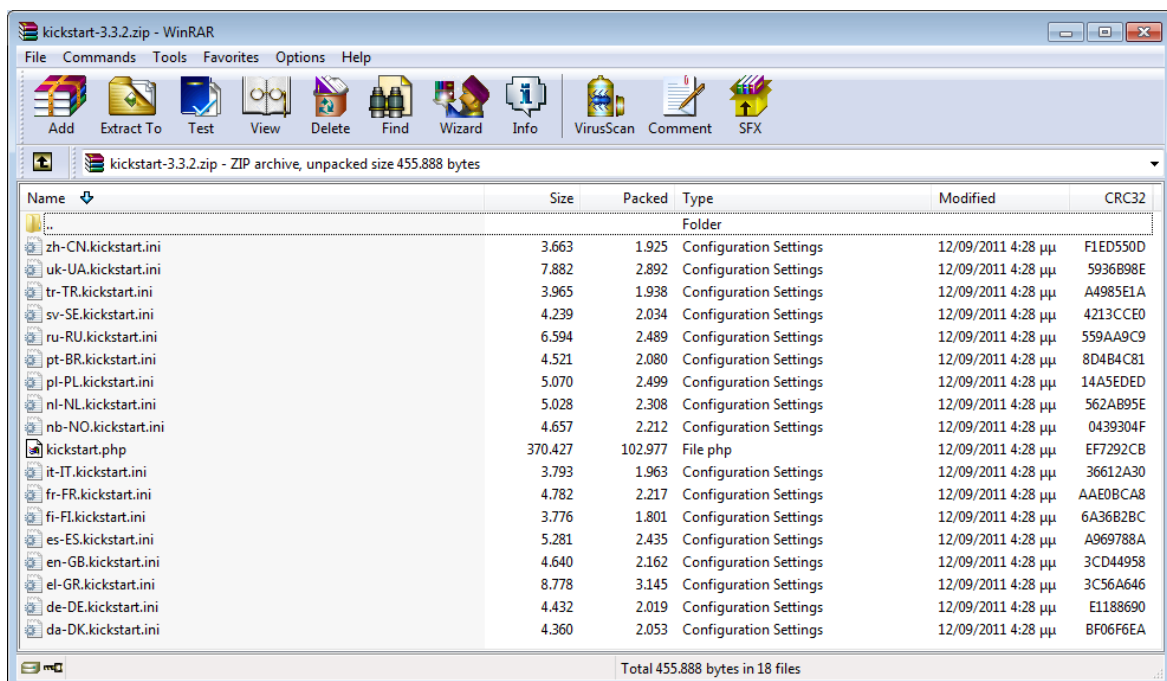 kickstart-3.3.2.zip - WinRAR
File Commands Tools Favorites Options Help
Add Extract To Test View Delete Find Wizard Info VirusScan Comment SFX
kickstart-3.3.2.zip - ZIP archive, unpacked size 455.888 bytes
Name Size Packed Type Modified CRC32
.. Folder
zh-CN.kickstart.ini 3.663 1.925 Configuration Settings 12/09/2011 4:28 μμ F1ED550D
uk-UA.kickstart.ini 7.882 2.892 Configuration Settings 12/09/2011 4:28 μμ 5936B98E
tr-TR.kickstart.ini 3.965 1.938 Configuration Settings 12/09/2011 4:28 μμ A4985E1A
sv-SE.kickstart.ini 4.239 2.034 Configuration Settings 12/09/2011 4:28 μμ 4213CCE0
ru-RU.kickstart.ini 6.594 2.489 Configuration Settings 12/09/2011 4:28 μμ 559AA9C9
pt-BR.kickstart.ini 4.521 2.080 Configuration Settings 12/09/2011 4:28 μμ 8D4B4C81
pl-PL.kickstart.ini 5.070 2.499 Configuration Settings 12/09/2011 4:28 μμ 14A5EDED
nl-NL.kickstart.ini 5.028 2.308 Configuration Settings 12/09/2011 4:28 μμ 562AB95E
nb-NO.kickstart.ini 4.657 2.212 Configuration Settings 12/09/2011 4:28 μμ 0439304F
kickstart.php 370.427 102.977 File php 12/09/2011 4:28 μμ EF7292CB
it-IT.kickstart.ini 3.793 1.963 Configuration Settings 12/09/2011 4:28 μμ 36612A30
fr-FR.kickstart.ini 4.782 2.217 Configuration Settings 12/09/2011 4:28 μμ AAE0BCA8
fi-FI.kickstart.ini 3.776 1.801 Configuration Settings 12/09/2011 4:28 μμ 6A36B2BC
es-ES.kickstart.ini 5.281 2.435 Configuration Settings 12/09/2011 4:28 μμ A969788A
en-GB.kickstart.ini 4.640 2.162 Configuration Settings 12/09/2011 4:28 μμ 3CD44958
el-GR.kickstart.ini 8.778 3.145 Configuration Settings 12/09/2011 4:28 μμ 3C56A646
de-DE.kickstart.ini 4.432 2.019 Configuration Settings 12/09/2011 4:28 μμ E1188690
da-DK.kickstart.ini 4.360 2.053 Configuration Settings 12/09/2011 4:28 μμ BF06F6EA
Total 455.888 bytes in 18 files